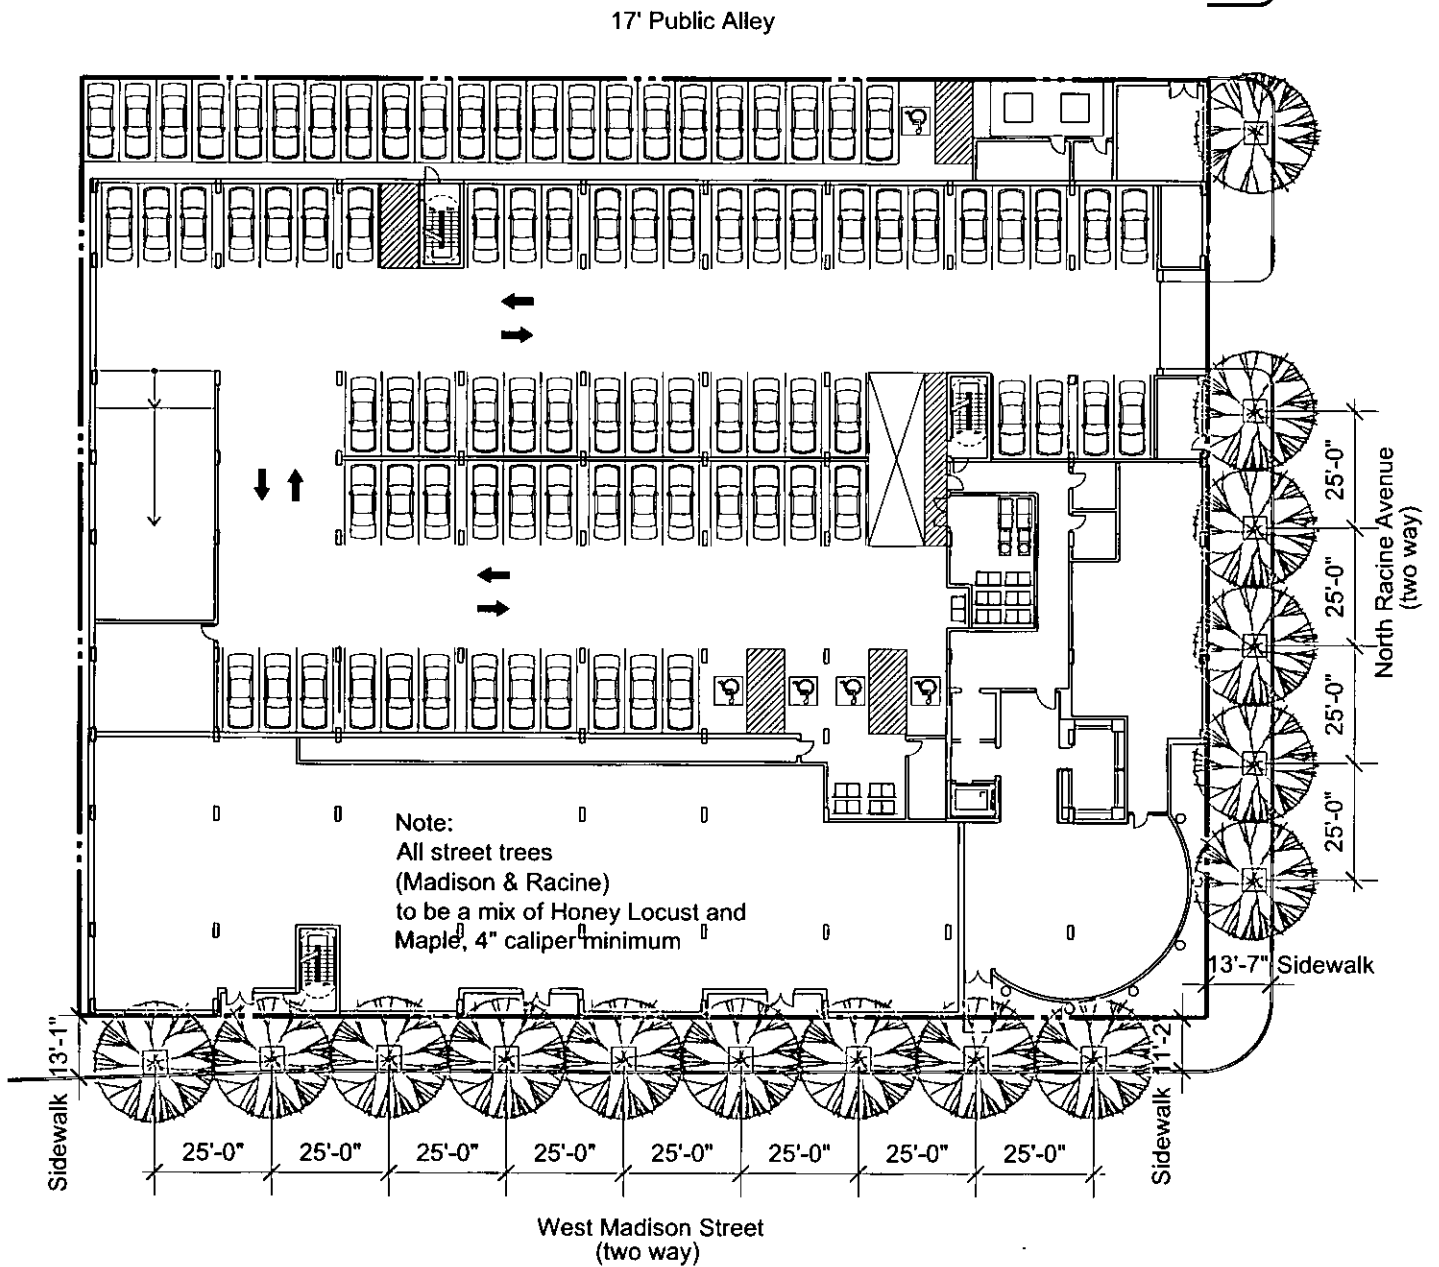 17' Public Alley
25'-0"
25'-0"
25'-0"
25'-0"
North Racine Avenue
(two way)
Note:
All street trees
(Madison & Racine)
to be a mix of Honey Locust and
Maple, 4" caliper minimum
13'-7" Sidewalk
Sidewalk 13'-1"
Sidewalk 11'-2"
25'-0"
25'-0"
25'-0"
25'-0"
25'-0"
25'-0"
25'-0"
25'-0"
West Madison Street
(two way)